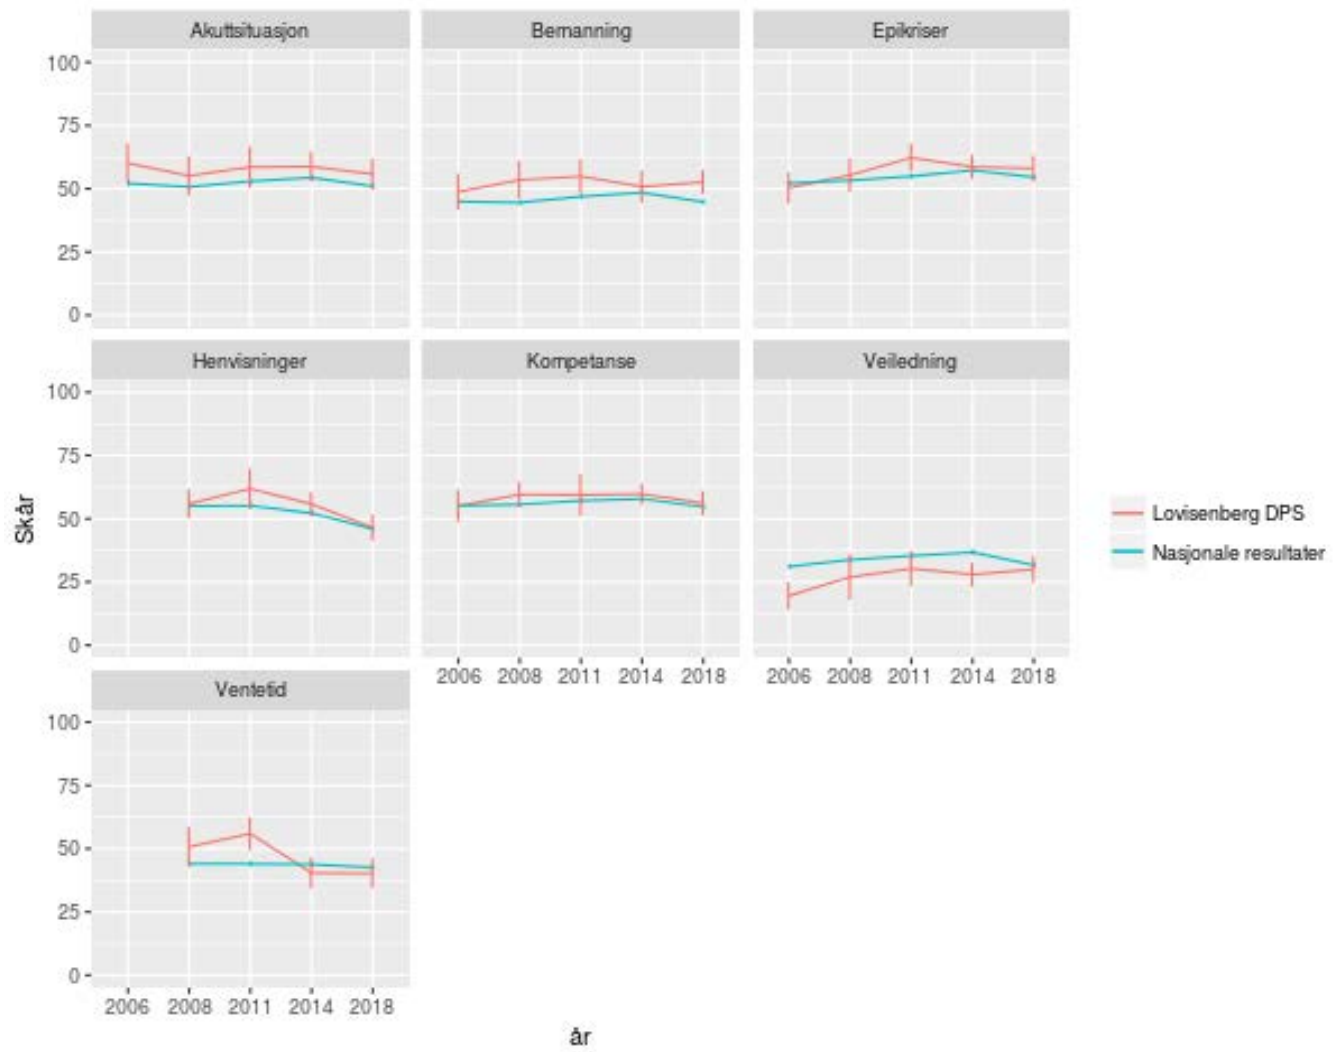 Akuttsituasjon
Bemanning
Epikriser
100
75
50
25
0
Henvisninger
Kompetanse
Veiledning
100
75
50
25
0
2006 2008 2011 2014 2018
2006 2008 2011 2014 2018
Ventetid
100
75
50
25
0
2006 2008 2011 2014 2018
Skår
år
Lovisenberg DPS
Nasjonale resultater